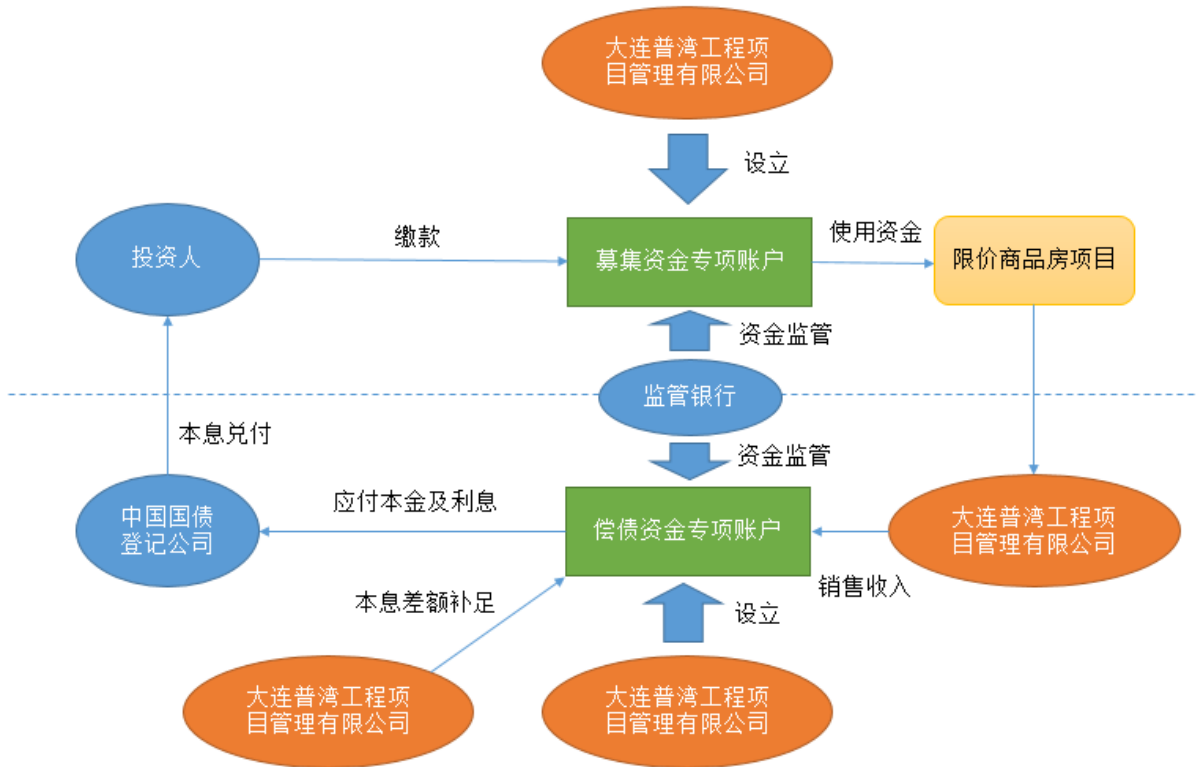 大连普湾工程项
目管理有限公司
设立
投资人
缴款
募集资金专项账户
使用资金
限价商品房项目
资金监管
监管银行
本息兑付
资金监管
中国国债
登记公司
应付本金及利息
偿债资金专项账户
大连普湾工程项
目管理有限公司
销售收入
本息差额补足
设立
大连普湾工程项
目管理有限公司
大连普湾工程项
目管理有限公司